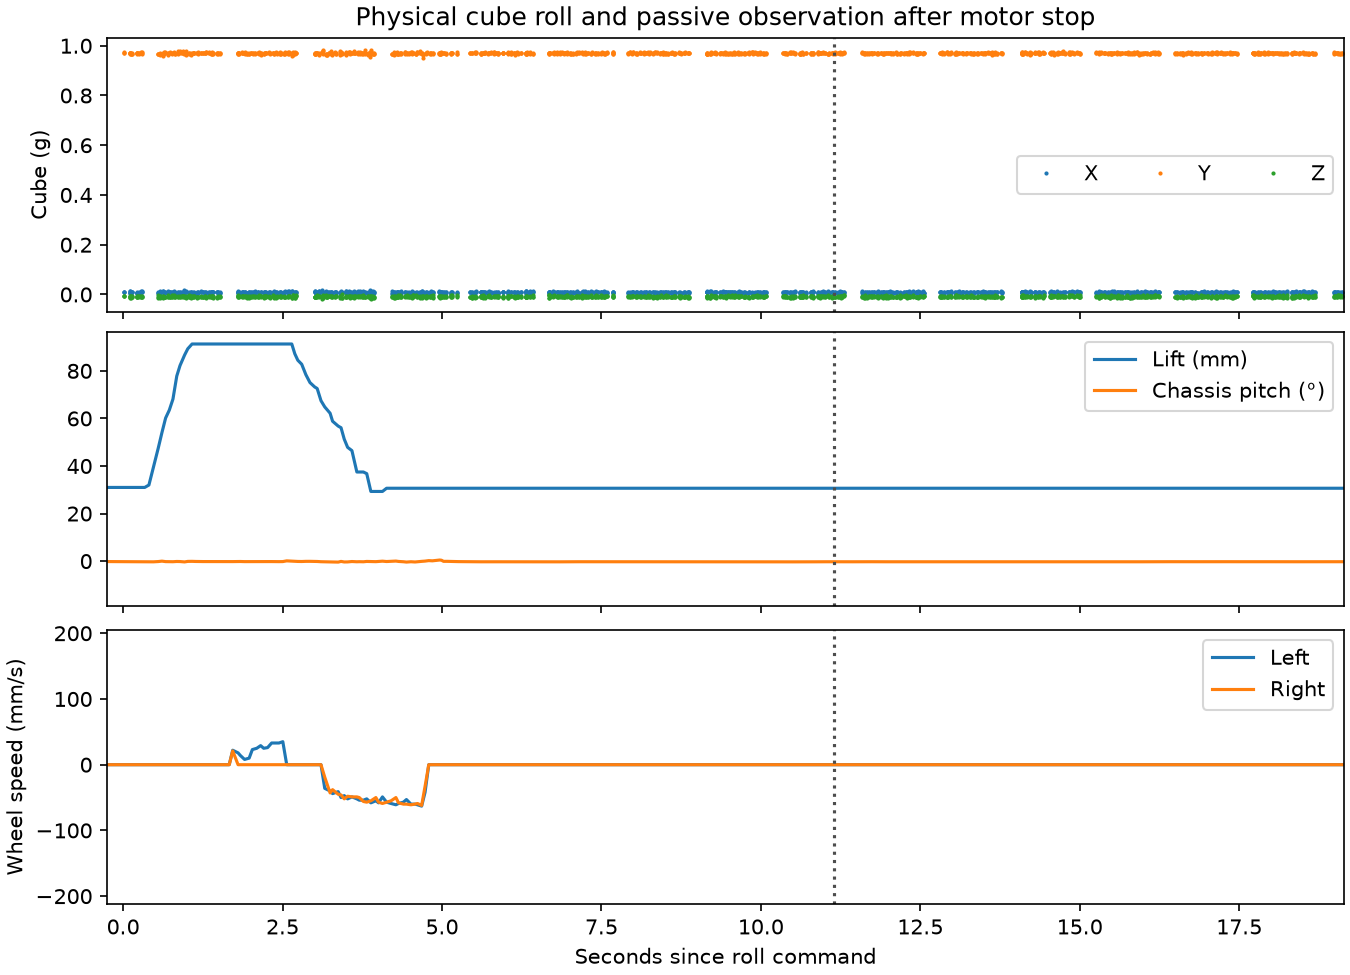 Physical cube roll and passive observation after motor stop
Cube (g)
1.0
0.8
0.6
0.4
0.2
0.0
X Y Z
80
60
40
20
0
Lift (mm)
Chassis pitch (°)
Wheel speed (mm/s)
200
100
0
−100
−200
Left
Right
0.0 2.5 5.0 7.5 10.0 12.5 15.0 17.5
Seconds since roll command